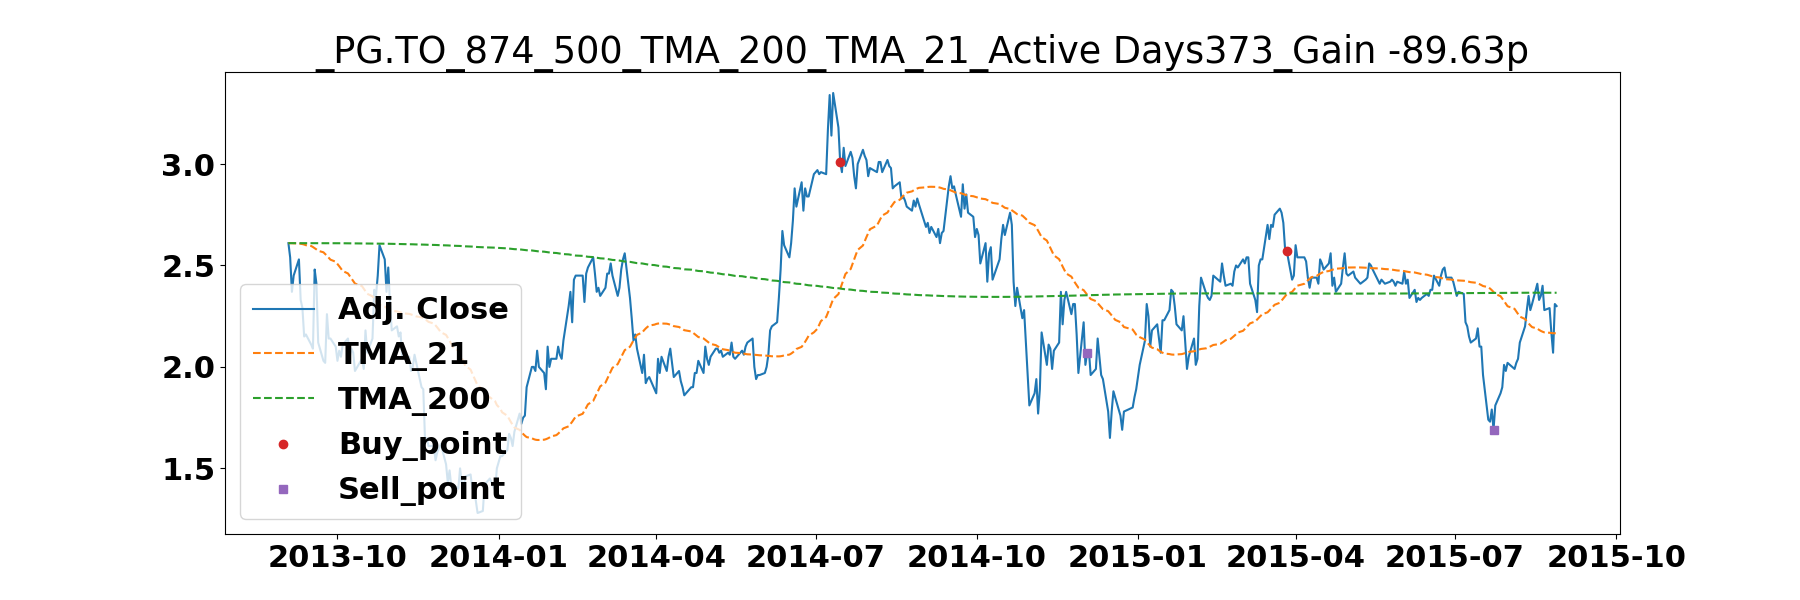 _PG.TO_874_500_TMA_200_TMA_21_Active Days373_Gain -89.63p
3.0
2.5
2.0
1.5
Adj. Close
TMA_21
TMA_200
Buy_point
Sell_point
2013-10 2014-01 2014-04 2014-07 2014-10 2015-01 2015-04 2015-07 2015-10